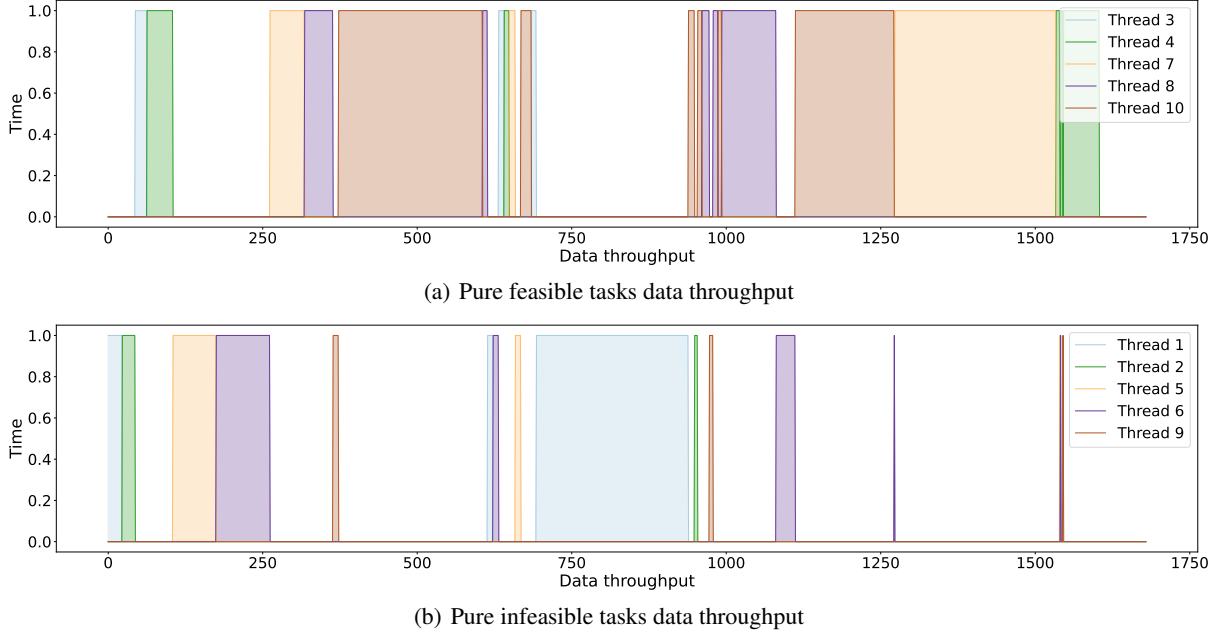 1.0
0.8
0.6
0.4
0.2
0.0
Time
Thread 3
Thread 4
Thread 7
Thread 8
Thread 10
0 250 500 750 1000 1250 1500 1750
Data throughput
(a) Pure feasible tasks data throughput
1.0
0.8
0.6
0.4
0.2
0.0
Time
Thread 1
Thread 2
Thread 5
Thread 6
Thread 9
0 250 500 750 1000 1250 1500 1750
Data throughput
(b) Pure infeasible tasks data throughput